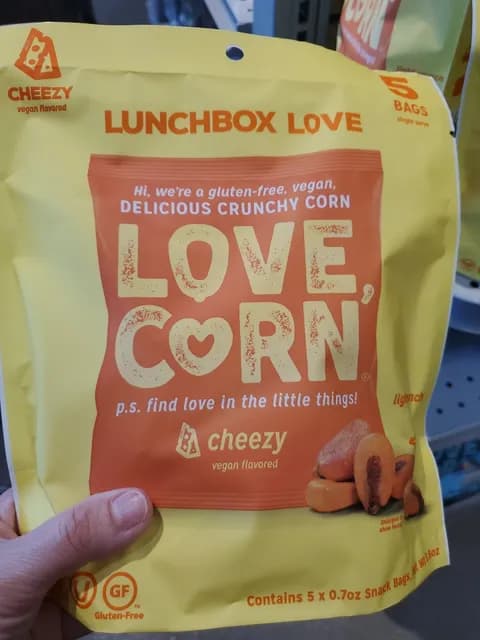 CHEEZY
vegan flavored
5
BAGS
single serve
LUNCHBOX LOVE
Hi, we're a gluten-free, vegan,
DELICIOUS CRUNCHY CORN
LOVE,
CORN
p.s. find love in the little things!
cheezy
vegan flavored
U
GF
Gluten-Free
Contains 5 x 0.7oz Snack Bags,
CORN